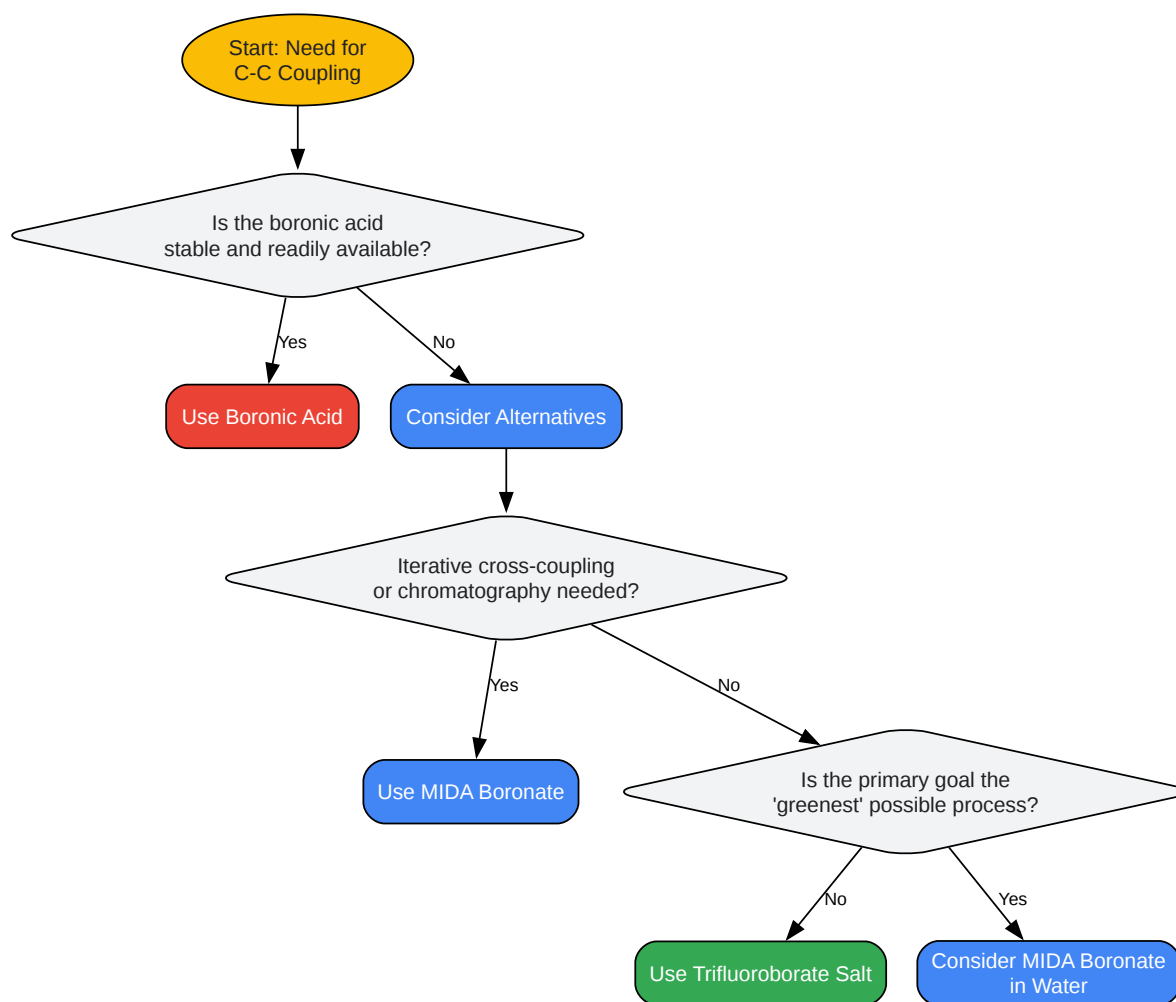 Start: Need for
C-C Coupling
Is the boronic acid
stable and readily available?
Yes
No
Use Boronic Acid
Consider Alternatives
Iterative cross-coupling
or chromatography needed?
Yes
No
Use MIDA Boronate
Is the primary goal the
'greenest' possible process?
No
Yes
Use Trifluoroborate Salt
Consider MIDA Boronate
in Water